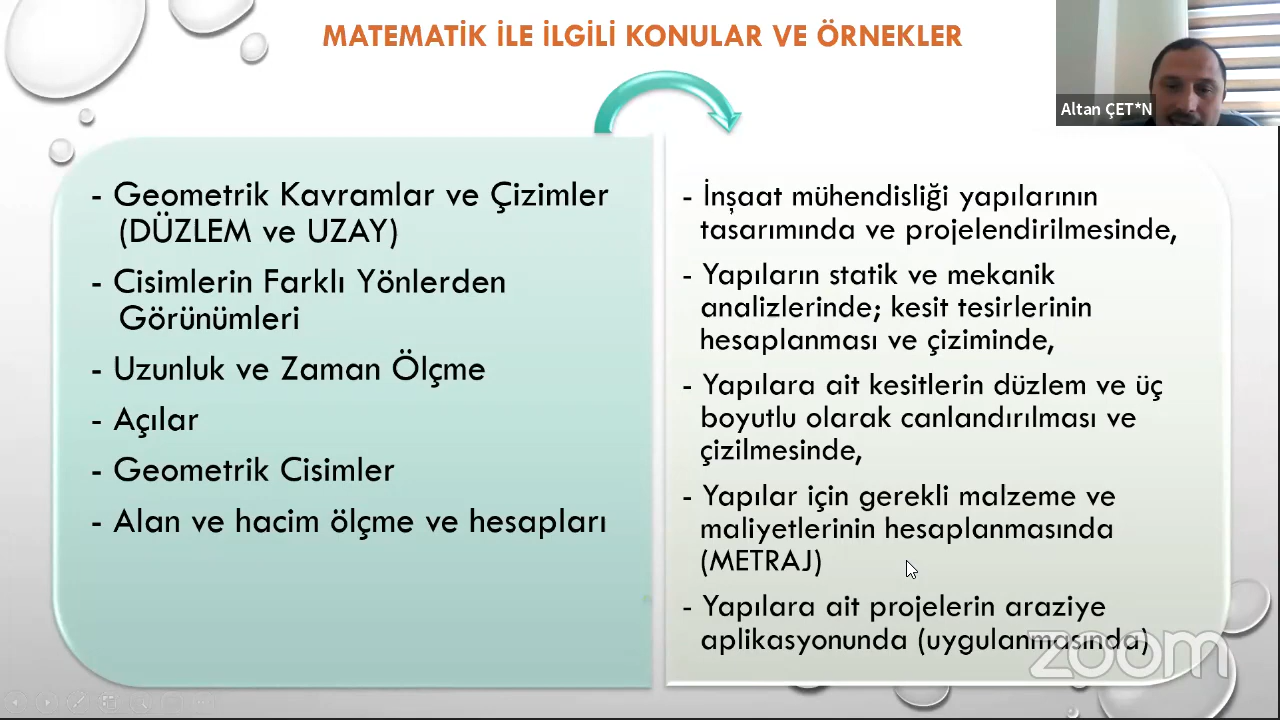 MATEMATİK İLE İLGİLİ KONULAR VE ÖRNEKLER
Altan ÇET*N
- Geometrik Kavramlar ve Çizimler
(DÜZLEM ve UZAY)
- Cisimlerin Farklı Yönlerden
Görünümleri
- Uzunluk ve Zaman Ölçme
- Açılar
- Geometrik Cisimler
- Alan ve hacim ölçme ve hesapları
- İnşaat mühendisliği yapılarının
tasarımında ve projelendirilmesinde,
- Yapıların statik ve mekanik
analizlerinde; kesit tesirlerinin
hesaplanması ve çiziminde,
- Yapılara ait kesitlerin düzlem ve üç
boyutlu olarak canlandırılması ve
çizilmesinde,
- Yapılar için gerekli malzeme ve
maliyetlerinin hesaplanmasında
(METRAJ)
- Yapılara ait projelerin araziye
aplikasyonunda (uygulanmasında)
zoom